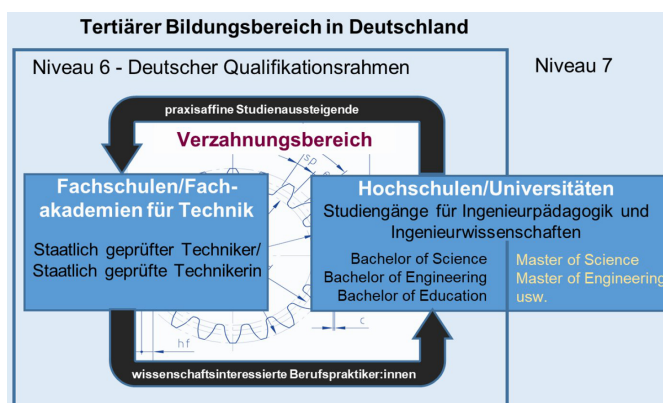 Tertiärer Bildungsbereich in Deutschland
Niveau 6 - Deutscher Qualifikationsrahmen
Niveau 7
praxisaffine Studienaussteigende
Verzahnungsbereich
sp
Fachschulen/Fach-
akademien für Technik
Staatlich geprüfter Techniker/
Staatlich geprüfte Technikerin
Hochschulen/Universitäten
Studiengänge für Ingenieurpädagogik und
Ingenieurwissenschaften
Bachelor of Science
Bachelor of Engineering
Bachelor of Education
Master of Science
Master of Engineering
usw.
c
hf
wissenschaftsinteressierte Berufspraktiker:innen